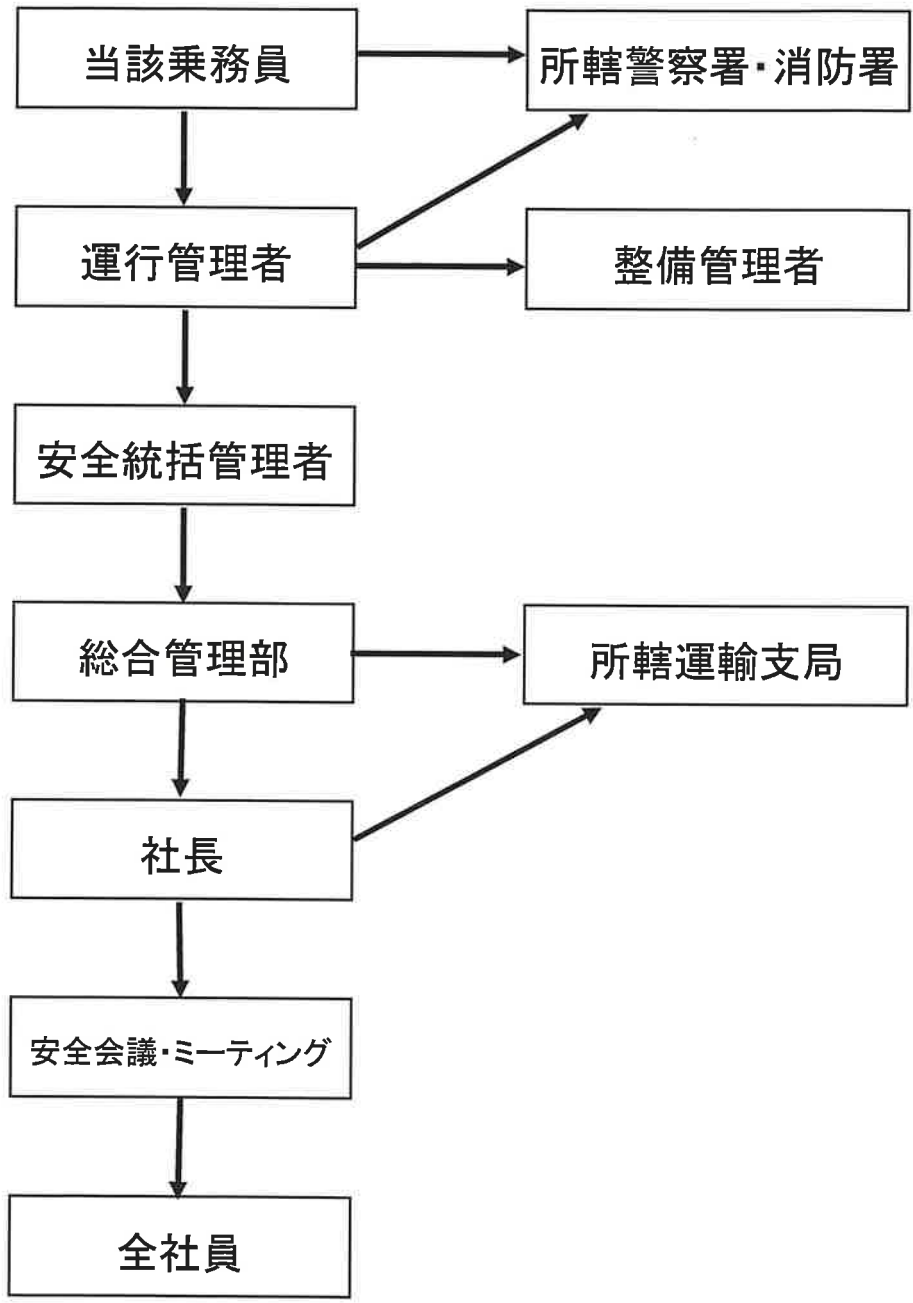 当該乗務員
所轄警察署・消防署
運行管理者
整備管理者
安全統括管理者
総合管理部
所轄運輸支局
社長
安全会議・ミーティング
全社員